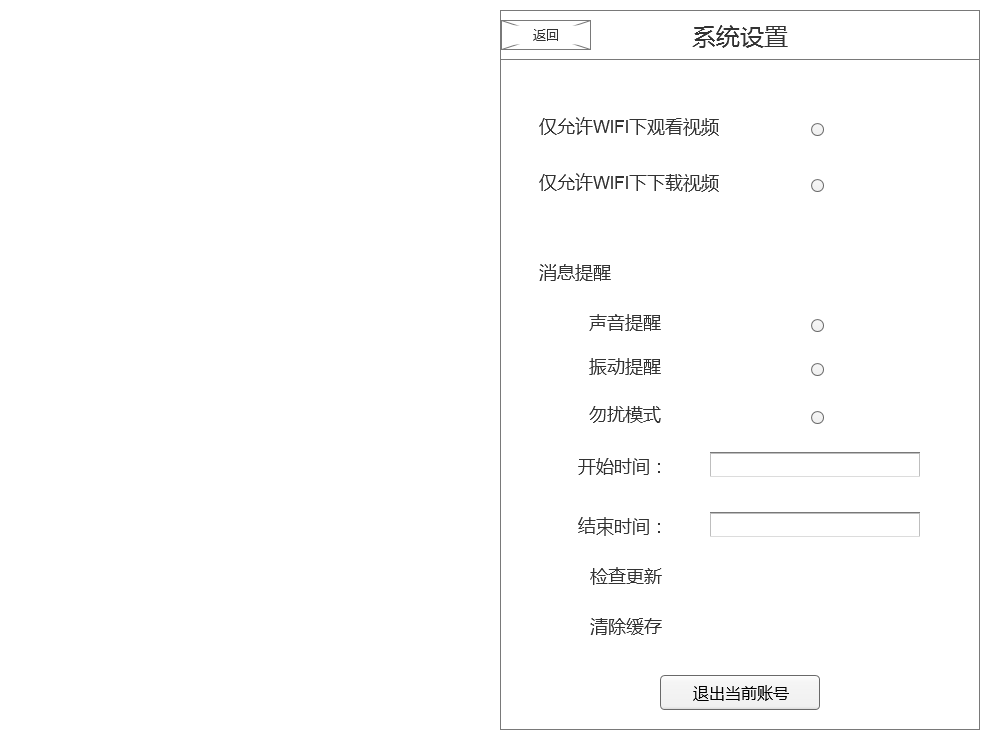 返回
系统设置
仅允许WIFI下观看视频
仅允许WIFI下下载视频
消息提醒
声音提醒
振动提醒
勿扰模式
开始时间：
结束时间：
检查更新
清除缓存
退出当前账号